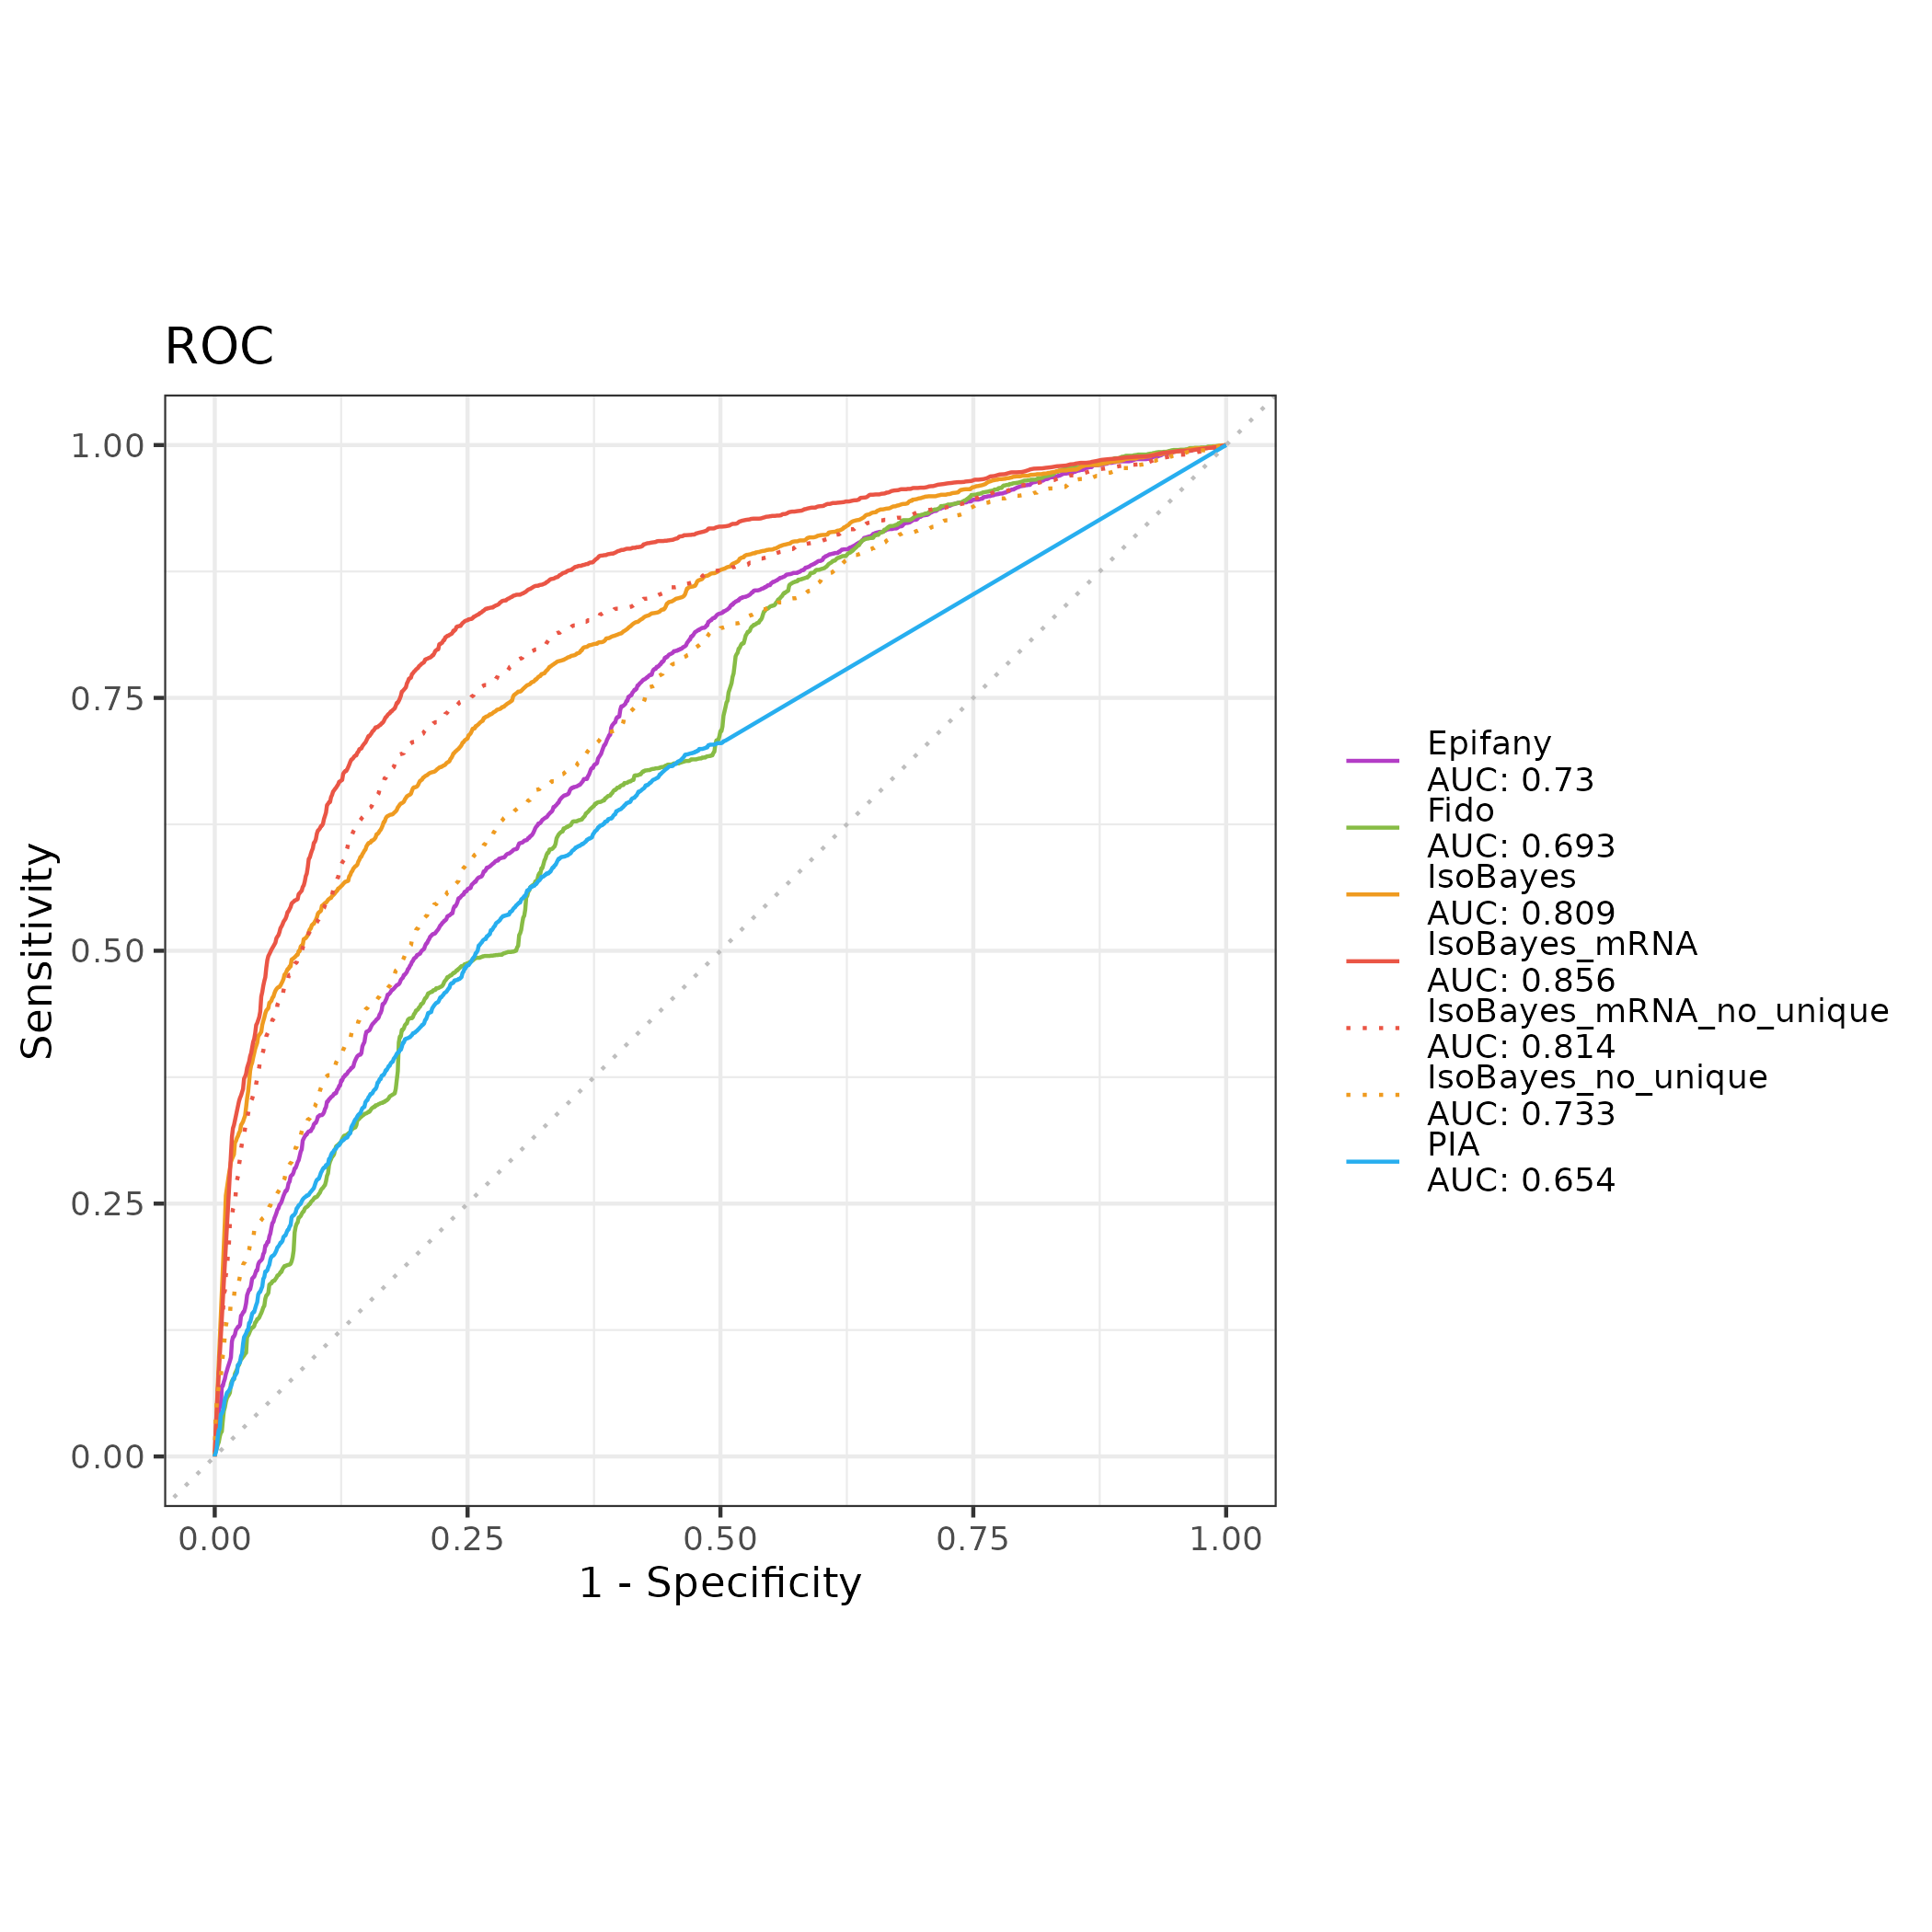 ROC
1.00
0.75
0.50
0.25
0.00
Sensitivity
0.00 0.25 0.50 0.75 1.00
1 - Specificity
Epifany
AUC: 0.73
Fido
AUC: 0.693
IsoBayes
AUC: 0.809
IsoBayes_mRNA
AUC: 0.856
IsoBayes_mRNA_no_unique
AUC: 0.814
IsoBayes_no_unique
AUC: 0.733
PIA
AUC: 0.654